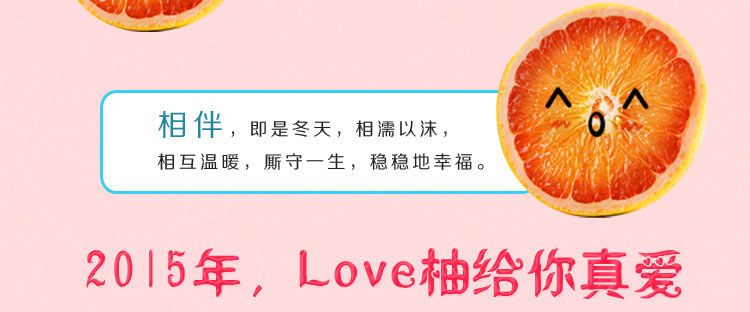 相伴，即是冬天，相濡以沫，
相互温暖，厮守一生，稳稳地幸福。
2015年，Love柚给你真爱